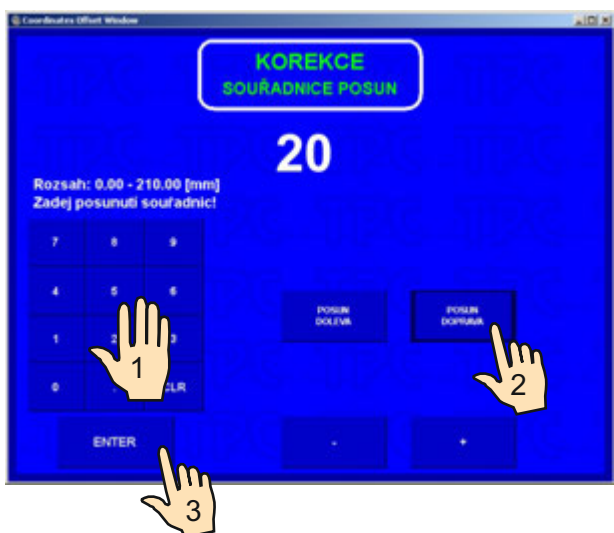 Coordinates Offset Window
KOREKCE
SOUŘADNICE POSUN
20
Rozsah: 0.00 - 210.00 [mm]
Zadej posunutí souřadnic!
7 8 9
4 5 6
1 2 3
0 . CLR
POSUN
DOLEVA
POSUN
DOPRAVA
1
2
ENTER
-
+
3